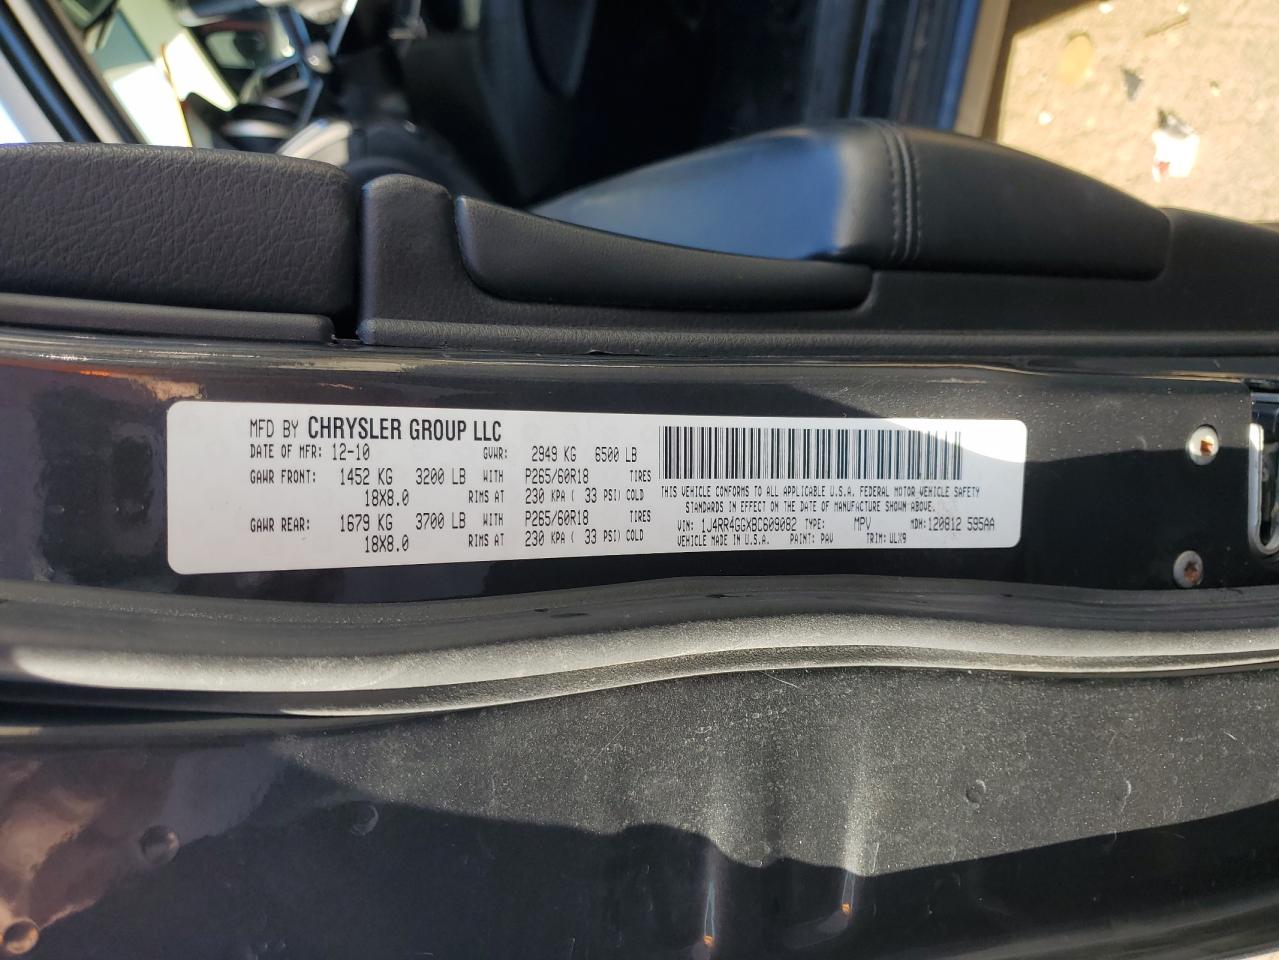 MFD BY CHRYSLER GROUP LLC
DATE OF MFR: 12-10 GVWR: 2949 KG 6500 LB
GAWR FRONT: 1452 KG 3200 LB WITH P265/60R18 TIRES
18X8.0 RIMS AT 230 KPA ( 33 PSI) COLD
GAWR REAR: 1679 KG 3700 LB WITH P265/60R18 TIRES
18X8.0 RIMS AT 230 KPA ( 33 PSI) COLD
THIS VEHICLE CONFORMS TO ALL APPLICABLE U.S.A. FEDERAL MOTOR VEHICLE SAFETY
STANDARDS IN EFFECT ON THE DATE OF MANUFACTURE SHOWN ABOVE.
VIN: 1J4RR4GGXBC609082 TYPE: MPV MDH: 120812 595AA
VEHICLE MADE IN U.S.A. PAINT: PAV TRIM: ULX9